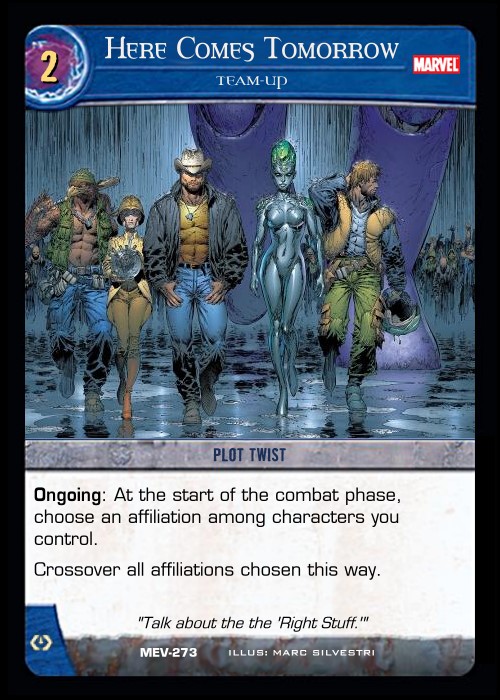 2
HERE COMES TOMORROW
MARVEL
TEAM-UP
PLOT TWIST
Ongoing: At the start of the combat phase,
choose an affiliation among characters you
control.
Crossover all affiliations chosen this way.
"Talk about the the 'Right Stuff.'"
MEV-273 ILLUS: MARC SILVESTRI